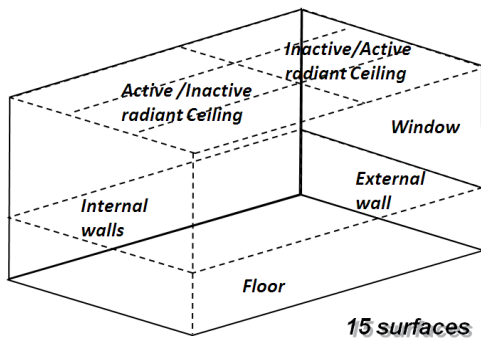 Inactive/Active
radiant Ceiling
Active /Inactive
radiant Ceiling
Window
External
wall
Internal
walls
Floor
15 surfaces